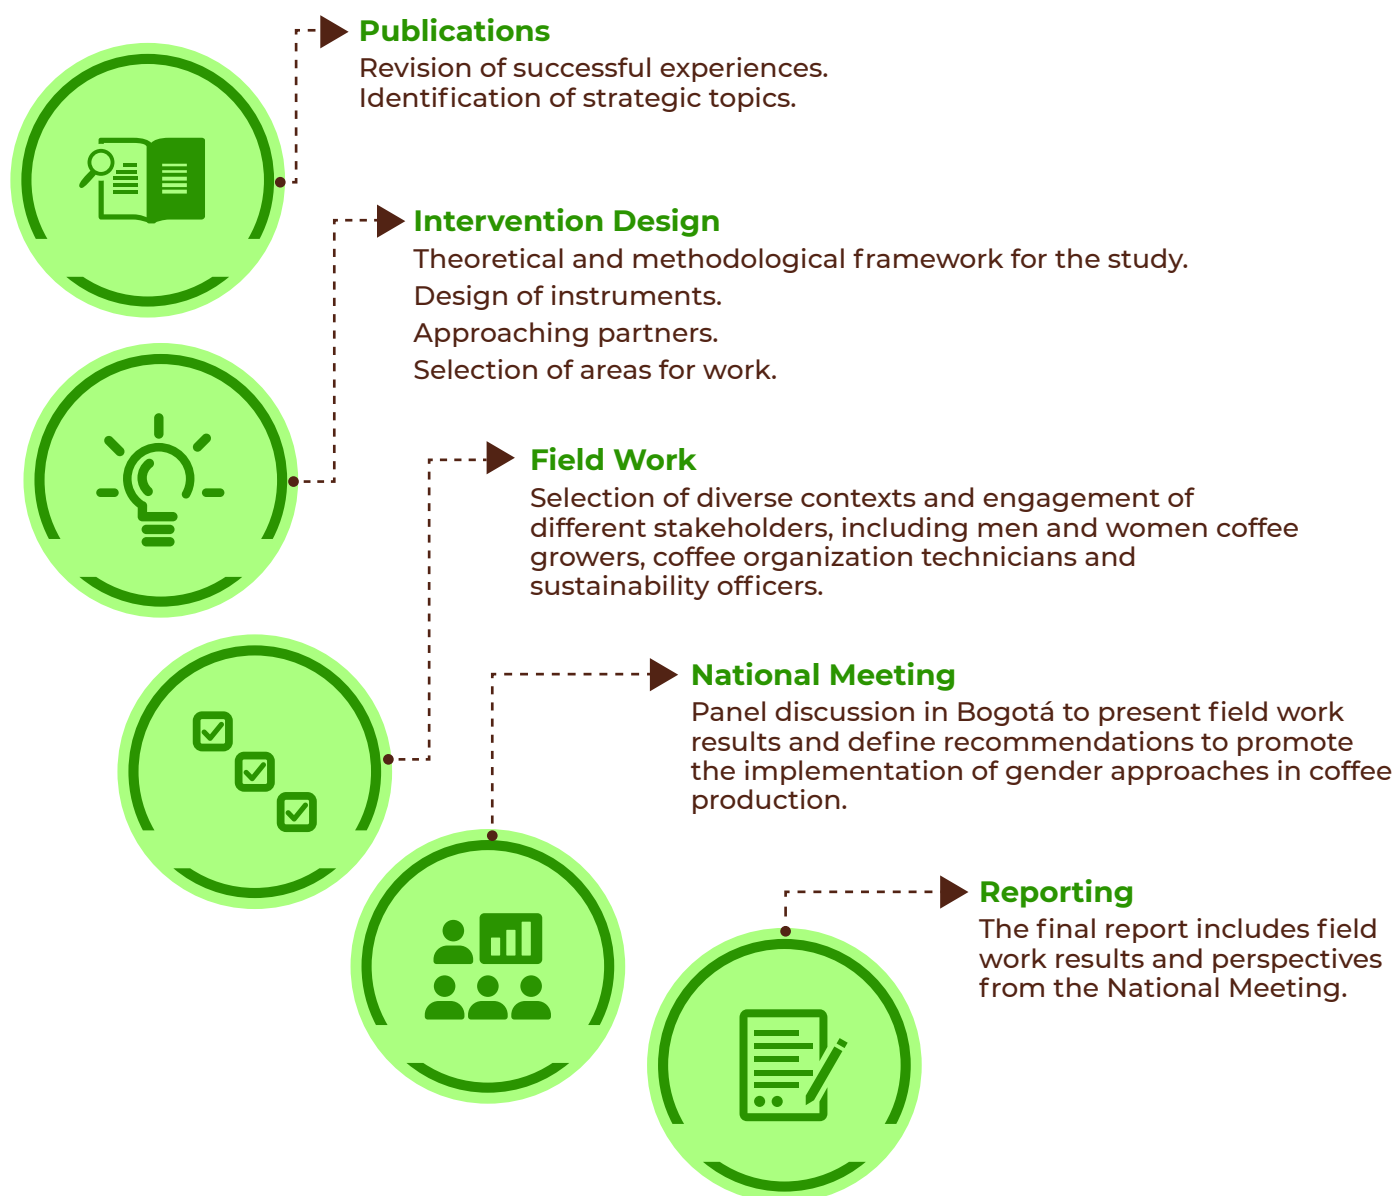 Publications
Revision of successful experiences.
Identification of strategic topics.
Intervention Design
Theoretical and methodological framework for the study.
Design of instruments.
Approaching partners.
Selection of areas for work.
Field Work
Selection of diverse contexts and engagement of
different stakeholders, including men and women coffee
growers, coffee organization technicians and
sustainability officers.
National Meeting
Panel discussion in Bogotá to present field work
results and define recommendations to promote
the implementation of gender approaches in coffee
production.
Reporting
The final report includes field
work results and perspectives
from the National Meeting.